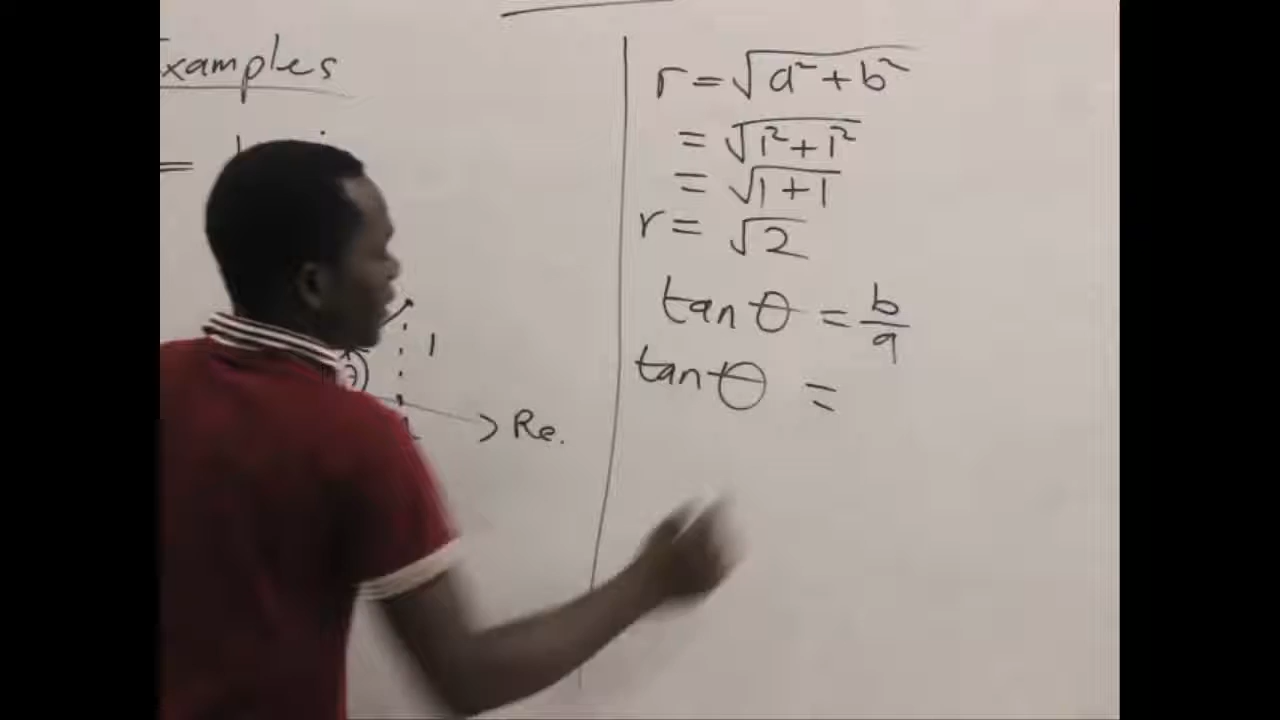 Examples
=
1
Re.
r = √a² + b²
= √1² + 1²
= √1 + 1
r = √2
tan θ = b/a
tan θ =